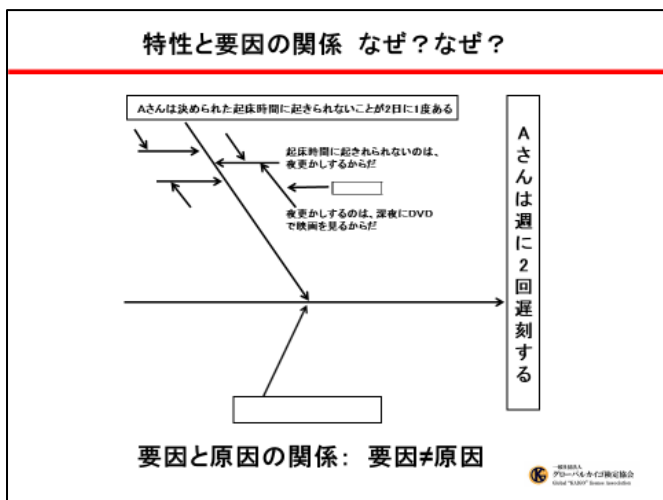 特性と要因の関係 なぜ？なぜ？
Aさんは決められた起床時間に起きられないことが2日に1度ある
起床時間に起きれられないのは、
夜更かしするからだ
夜更かしするのは、深夜にDVD
で映画を見るからだ
Aさんは週に2回遅刻する
要因と原因の関係： 要因≠原因
一般社団法人
グローバルカイゴ検定協会
Global "KAIGO" Exam Association